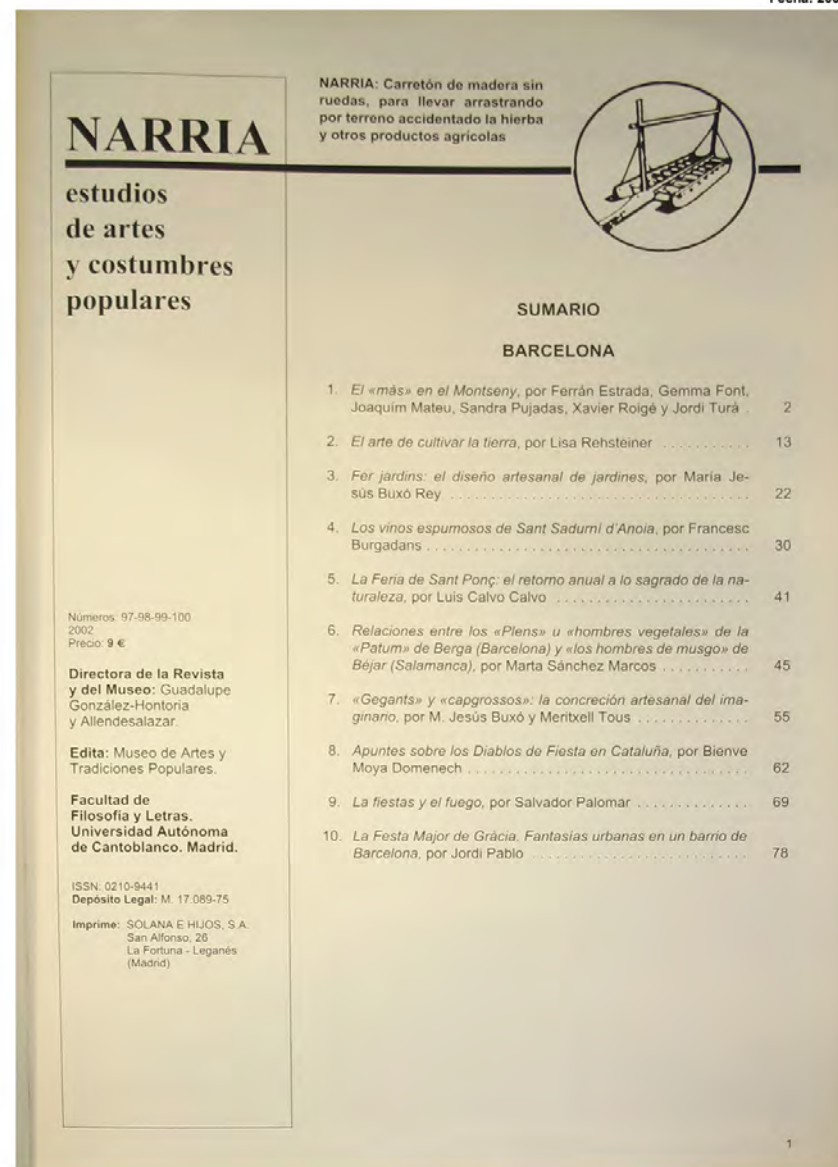 NARRIA
estudios
de artes
y costumbres
populares
NARRIA: Carretón de madera sin
ruedas, para llevar arrastrando
por terreno accidentado la hierba
y otros productos agricolas
SUMARIO
BARCELONA
1. El «màs» en el Montseny, por Ferrán Estrada, Gemma Font,
Joaquim Mateu, Sandra Pujadas, Xavier Roigé y Jordi Turá . 2
2. El arte de cultivar la tierra, por Lisa Rehsteiner . . . . . . . . . . . 13
3. Fer jardins: el diseño artesanal de jardines, por María Je-
sús Buxó Rey . . . . . . . . . . . . . . . . . . . . . . . . . . . . . . . . . . . . . . 22
4. Los vinos espumosos de Sant Sadurní d'Anoia, por Francesc
Burgadans . . . . . . . . . . . . . . . . . . . . . . . . . . . . . . . . . . . . . . . . . 30
5. La Feria de Sant Ponç: el retorno anual a lo sagrado de la na-
turaleza, por Luis Calvo Calvo . . . . . . . . . . . . . . . . . . . . . . . . . 41
6. Relaciones entre los «Plens» u «hombres vegetales» de la
«Patum» de Berga (Barcelona) y «los hombres de musgo» de
Béjar (Salamanca), por Marta Sánchez Marcos . . . . . . . . . . . 45
7. «Gegants» y «capgrossos»: la concreción artesanal del ima-
ginario, por M. Jesús Buxó y Meritxell Tous . . . . . . . . . . . . . . 55
8. Apuntes sobre los Diablos de Fiesta en Cataluña, por Bienve
Moya Domenech . . . . . . . . . . . . . . . . . . . . . . . . . . . . . . . . . . . 62
9. La fiestas y el fuego, por Salvador Palomar . . . . . . . . . . . . . . 69
10. La Festa Major de Gràcia. Fantasías urbanas en un barrio de
Barcelona, por Jordi Pablo . . . . . . . . . . . . . . . . . . . . . . . . . . . 78
Números: 97-98-99-100
2002
Precio: 9 €
Directora de la Revista
y del Museo: Guadalupe
González-Hontoria
y Allendesalazar.
Edita: Museo de Artes y
Tradiciones Populares.
Facultad de
Filosofía y Letras.
Universidad Autónoma
de Cantoblanco. Madrid.
ISSN: 0210-9441
Depósito Legal: M. 17.089-75
Imprime: SOLANA E HIJOS, S.A.
San Alfonso, 26
La Fortuna - Leganés
(Madrid)
1